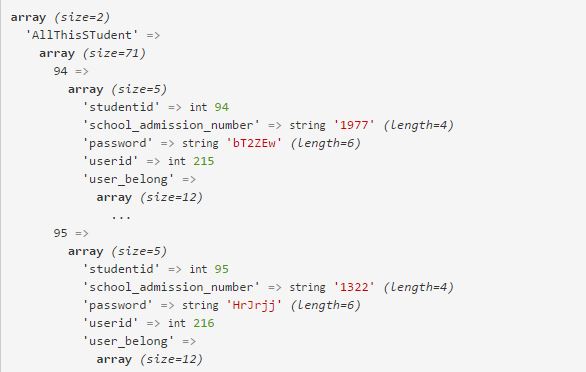 array (size=2)
'AllThisSTudent' =>
array (size=71)
94 =>
array (size=5)
'studentid' => int 94
'school_admission_number' => string '1977' (length=4)
'password' => string 'bT2ZEw' (length=6)
'userid' => int 215
'user_belong' =>
array (size=12)
...
95 =>
array (size=5)
'studentid' => int 95
'school_admission_number' => string '1322' (length=4)
'password' => string 'HrJrjj' (length=6)
'userid' => int 216
'user_belong' =>
array (size=12)